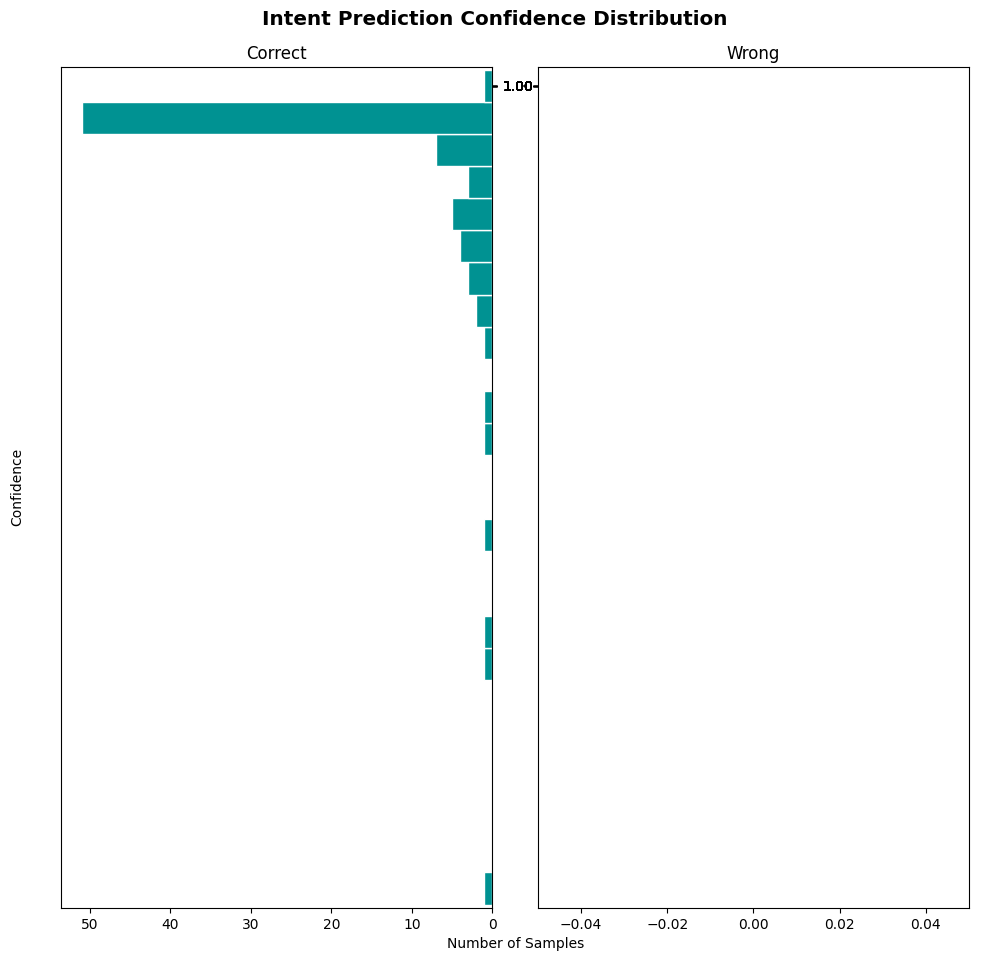 Intent Prediction Confidence Distribution
Correct
Wrong
1.00
Confidence
50 40 30 20 10 0
−0.04 −0.02 0.00 0.02 0.04
Number of Samples